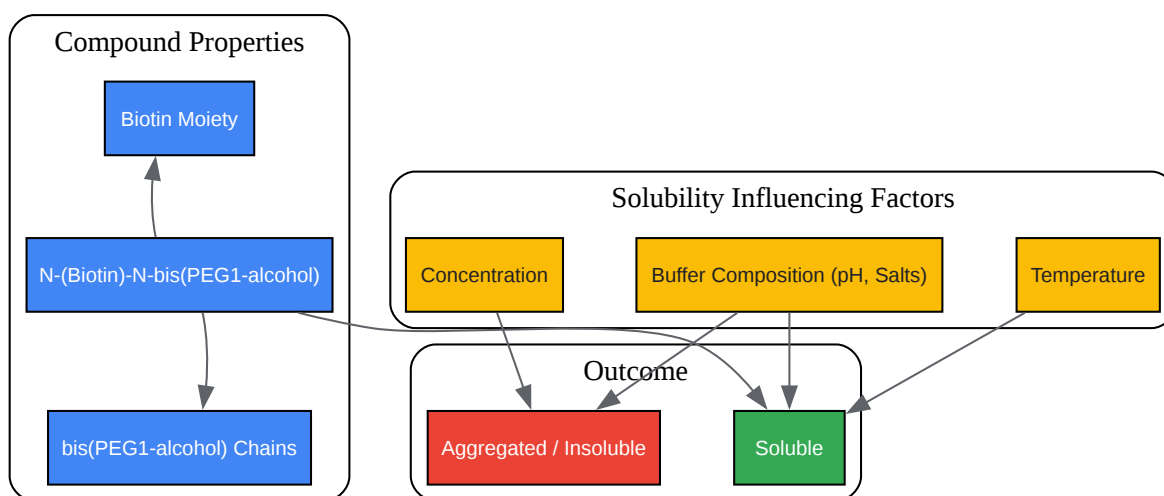 Compound Properties
Biotin Moiety
N-(Biotin)-N-bis(PEG1-alcohol)
bis(PEG1-alcohol) Chains
Solubility Influencing Factors
Concentration
Buffer Composition (pH, Salts)
Temperature
Outcome
Aggregated / Insoluble
Soluble